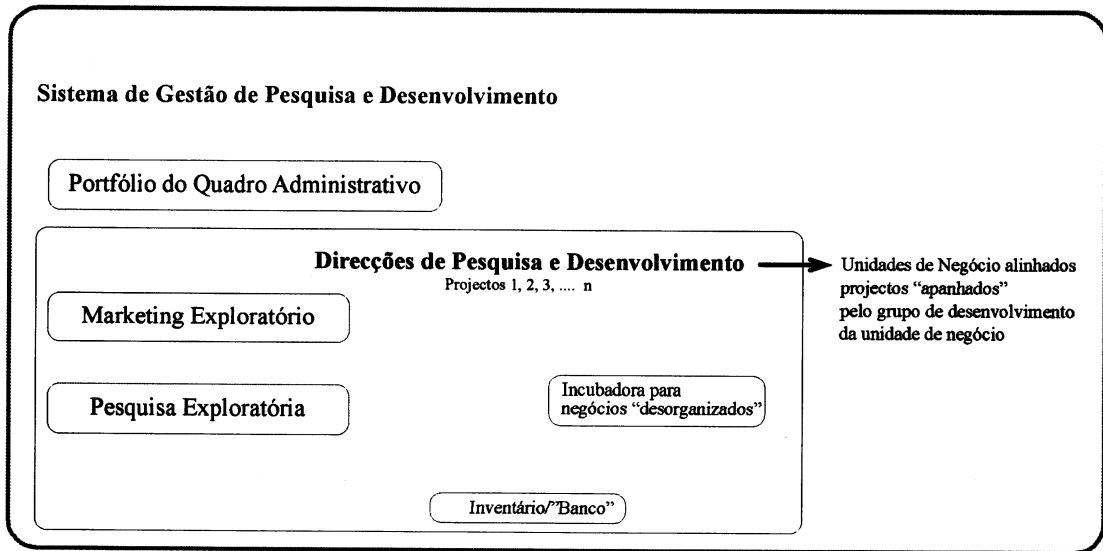 Sistema de Gestão de Pesquisa e Desenvolvimento
Portfólio do Quadro Administrativo
Direcções de Pesquisa e Desenvolvimento
Projectos 1, 2, 3, .... n
Unidades de Negócio alinhados
projectos “apanhados”
pelo grupo de desenvolvimento
da unidade de negócio
Marketing Exploratório
Pesquisa Exploratória
Incubadora para
negócios “desorganizados”
Inventário/”Banco”